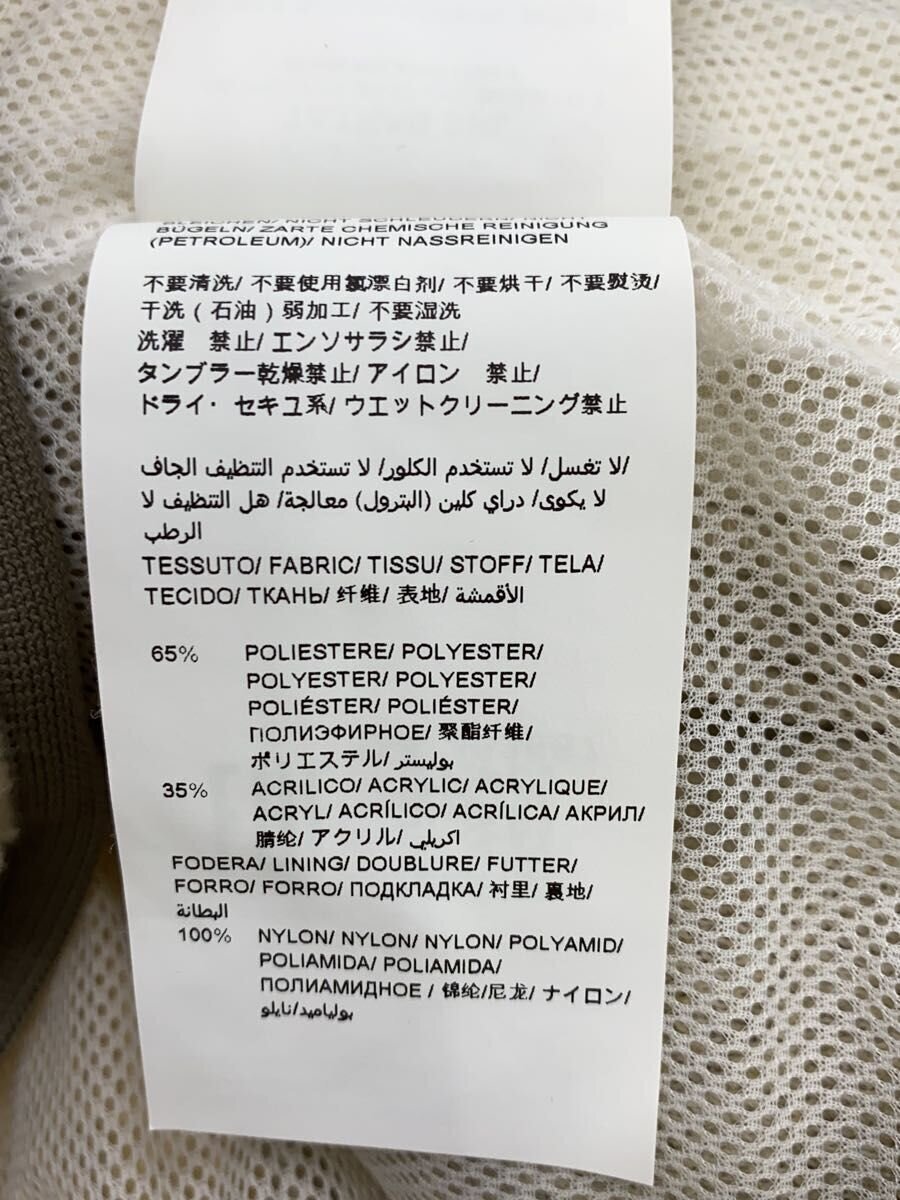 BÜGELN/ ZARTE CHEMISCHE REINIGUNG
(PETROLEUM)/ NICHT NASSREINIGEN
不要清洗/ 不要使用氯漂白剂/ 不要烘干/ 不要熨烫/
干洗 ( 石油 ) 弱加工/ 不要湿洗
洗濯 禁止/ エンソサラシ禁止/
タンブラー乾燥禁止/ アイロン 禁止/
ドライ・ セキユ系/ ウエットクリーニング禁止
لا تغسل/ لا تستخدم الكلور/ لا تستخدم التنظيف الجاف/
لا يكوى/ دراي كلين (البترول) معالجة/ هل التنظيف لا
الرطب
TESSUTO/ FABRIC/ TISSU/ STOFF/ TELA/
TECIDO/ ТКАНЬ/ 纤维/ 表地/ الأقمشة
65% POLIESTERE/ POLYESTER/
POLYESTER/ POLYESTER/
POLIÉSTER/ POLIÉSTER/
ПОЛИЭФИРНОЕ/ 聚酯纤维/
ポリエステル/ بوليستر
35% ACRILICO/ ACRYLIC/ ACRYLIQUE/
ACRYL/ ACRÍLICO/ ACRÍLICA/ АКРИЛ/
腈纶/ アクリル/ اكريلي
FODERA/ LINING/ DOUBLURE/ FUTTER/
FORRO/ FORRO/ ПОДКЛАДКА/ 衬里/ 裏地/
البطانة
100% NYLON/ NYLON/ NYLON/ POLYAMID/
POLIAMIDA/ POLIAMIDA/
ПОЛИАМИДНОЕ / 锦纶/尼龙/ ナイロン/
بولياميد/نايلو